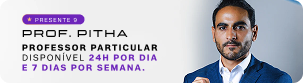 PRESENTE 9
PROF. PITHA
PROFESSOR PARTICULAR
DISPONÍVEL 24H POR DIA
E 7 DIAS POR SEMANA.